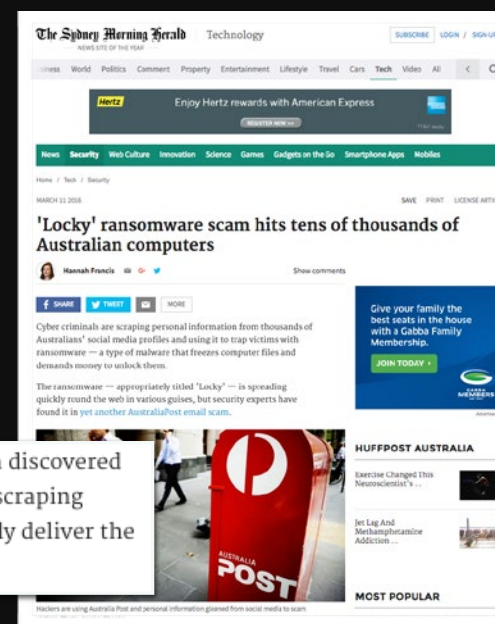 The Sydney Morning Herald
Technology
NEWS SITE OF THE YEAR
SUBSCRIBE LOGIN / SIGN-UP
World Politics Comment Property Entertainment Lifestyle Travel Cars Tech Video All
Hertz
Enjoy Hertz rewards with American Express
REGISTER NOW >>
News Security Web Culture Innovation Science Games Gadgets on the Go Smartphone Apps Mobiles
Home / Tech / Security
MARCH 11 2016
SAVE PRINT LICENSE
'Locky' ransomware scam hits tens of thousands of
Australian computers
Hannah Francis
Show comments
SHARE TWEET MORE
Cyber criminals are scraping personal information from thousands of
Australians' social media profiles and using it to trap victims with
ransomware — a type of malware that freezes computer files and
demands money to unlock them.
The ransomware — appropriately titled 'Locky' — is spreading
quickly round the web in various guises, but security experts have
found it in yet another AustraliaPost email scam.
Give your family the
best seats in the house
with a Gabba Family
Membership.
JOIN TODAY
GABBA
MEMBERS
discovered
scraping
ly deliver the
AUSTRALIA
POST
Hackers are using Australia Post and personal information gleaned from social media to scam
HUFFPOST AUSTRALIA
Exercise Changed This
Neuroscientist's ...
Jet Lag And
Methamphetamine
Addiction ...
MOST POPULAR